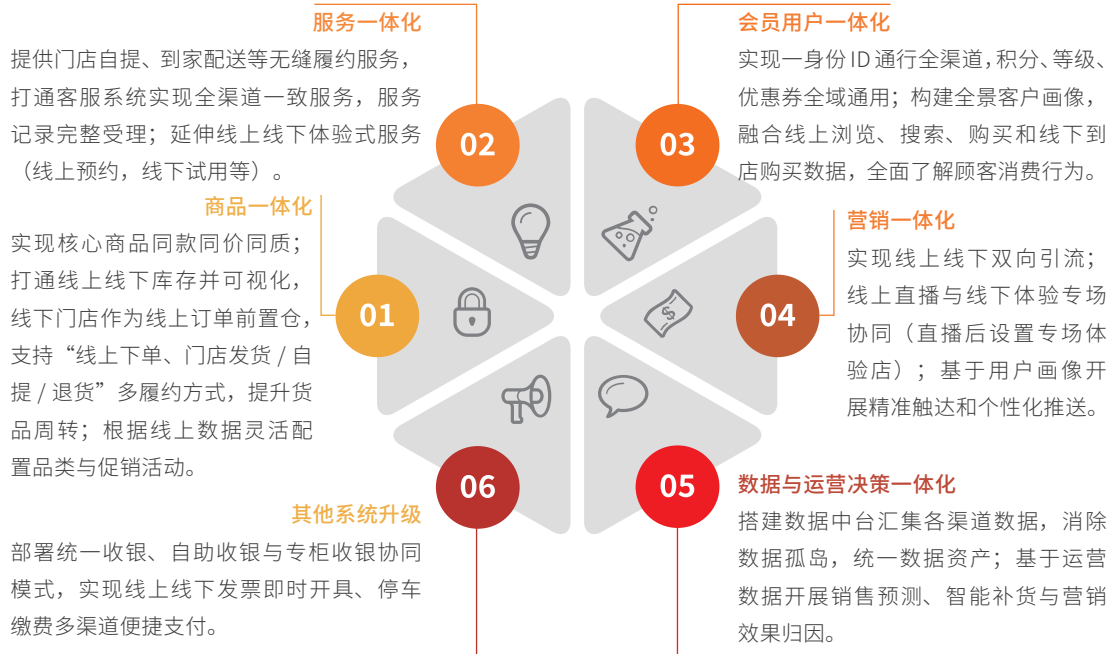 服务一体化
提供门店自提、到家配送等无缝履约服务，
打通客服系统实现全渠道一致服务，服务
记录完整受理；延伸线上线下体验式服务
（线上预约，线下试用等）。
02
商品一体化
实现核心商品同款同价同质；
打通线上线下库存并可视化，
线下门店作为线上订单前置仓，
支持“线上下单、门店发货 / 自
提 / 退货”多履约方式，提升货
品周转；根据线上数据灵活配
置品类与促销活动。
01
其他系统升级
部署统一收银、自助收银与专柜收银协同
模式，实现线上线下发票即时开具、停车
缴费多渠道便捷支付。
06
会员用户一体化
实现一身份 ID 通行全渠道，积分、等级、
优惠券全域通用；构建全景客户画像，
融合线上浏览、搜索、购买和线下到
店购买数据，全面了解顾客消费行为。
03
营销一体化
实现线上线下双向引流；
线上直播与线下体验专场
协同（直播后设置专场体
验店）；基于用户画像开
展精准触达和个性化推送。
04
数据与运营决策一体化
搭建数据中台汇集各渠道数据，消除
数据孤岛，统一数据资产；基于运营
数据开展销售预测、智能补货与营销
效果归因。
05
$